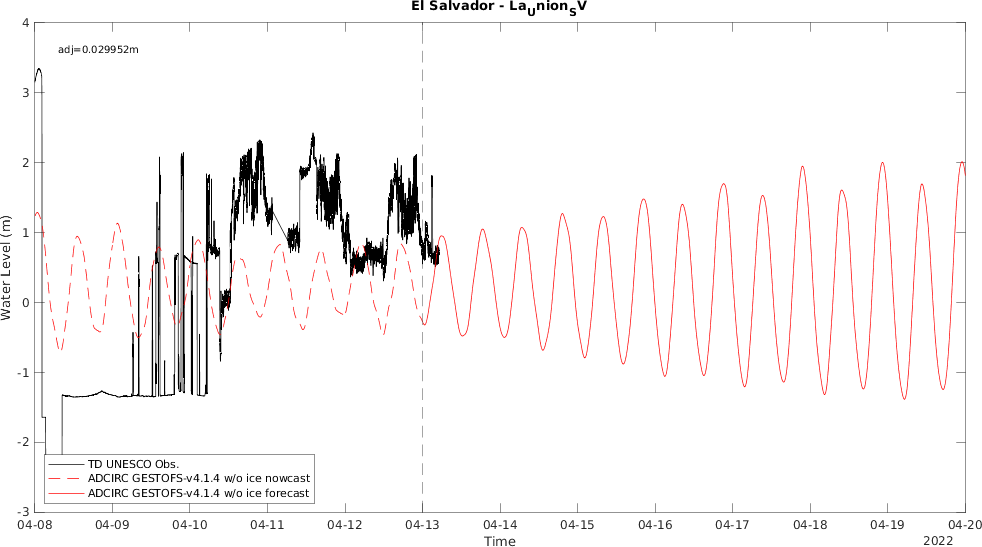 El Salvador - LaUnionSV
4
adj=0.029952m
3
2
1
0
-1
-2
-3
Water Level (m)
TD UNESCO Obs.
ADCIRC GESTOFS-v4.1.4 w/o ice nowcast
ADCIRC GESTOFS-v4.1.4 w/o ice forecast
04-08 04-09 04-10 04-11 04-12 04-13 04-14 04-15 04-16 04-17 04-18 04-19 04-20
Time
2022